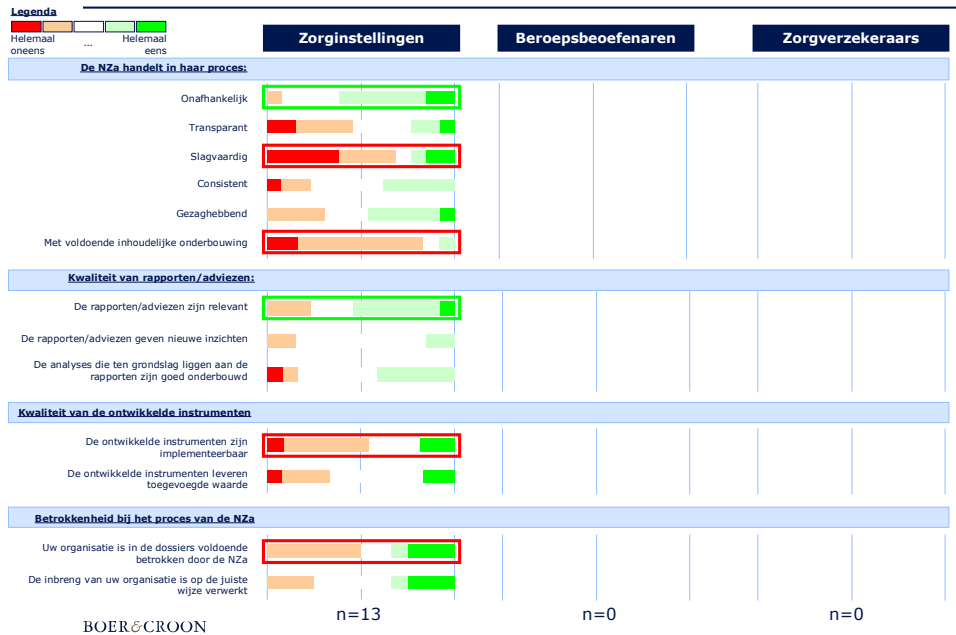 Legenda
Helemaal oneens
...
Helemaal eens
Zorginstellingen
Beroepsbeoefenaren
Zorgverzekeraars
De NZa handelt in haar proces:
Onafhankelijk
Transparant
Slagvaardig
Consistent
Gezaghebbend
Met voldoende inhoudelijke onderbouwing
Kwaliteit van rapporten/adviezen:
De rapporten/adviezen zijn relevant
De rapporten/adviezen geven nieuwe inzichten
De analyses die ten grondslag liggen aan de
rapporten zijn goed onderbouwd
Kwaliteit van de ontwikkelde instrumenten
De ontwikkelde instrumenten zijn
implementeerbaar
De ontwikkelde instrumenten leveren
toegevoegde waarde
Betrokkenheid bij het proces van de NZa
Uw organisatie is in de dossiers voldoende
betrokken door de NZa
De inbreng van uw organisatie is op de juiste
wijze verwerkt
n=13
n=0
n=0
BOER&CROON